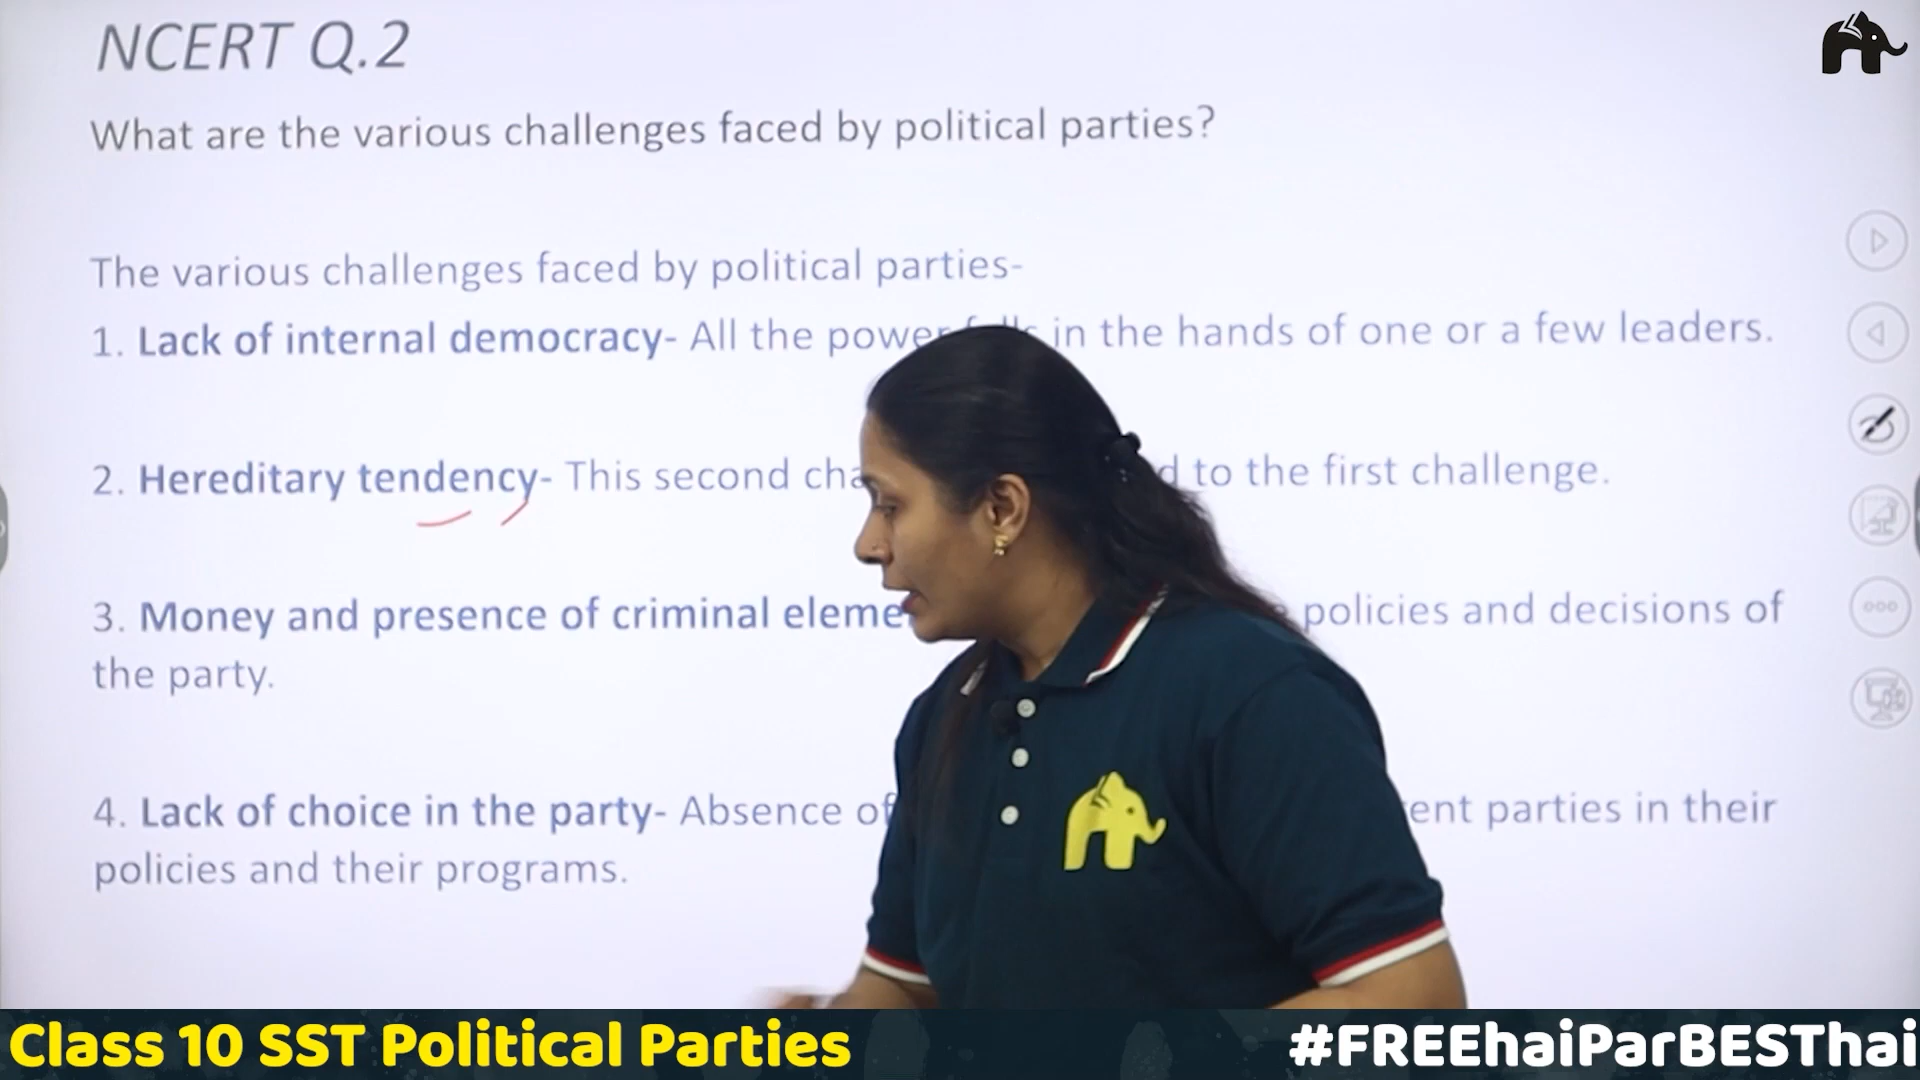 NCERT Q.2
What are the various challenges faced by political parties?
The various challenges faced by political parties-
1. Lack of internal democracy- All the power falls in the hands of one or a few leaders.
2. Hereditary tendency- This second to the first challenge.
3. Money and presence of criminal policies and decisions of
the party.
4. Lack of choice in the party- Absence of parties in their
policies and their programs.
Class 10 SST Political Parties
#FREEhaiParBESThai